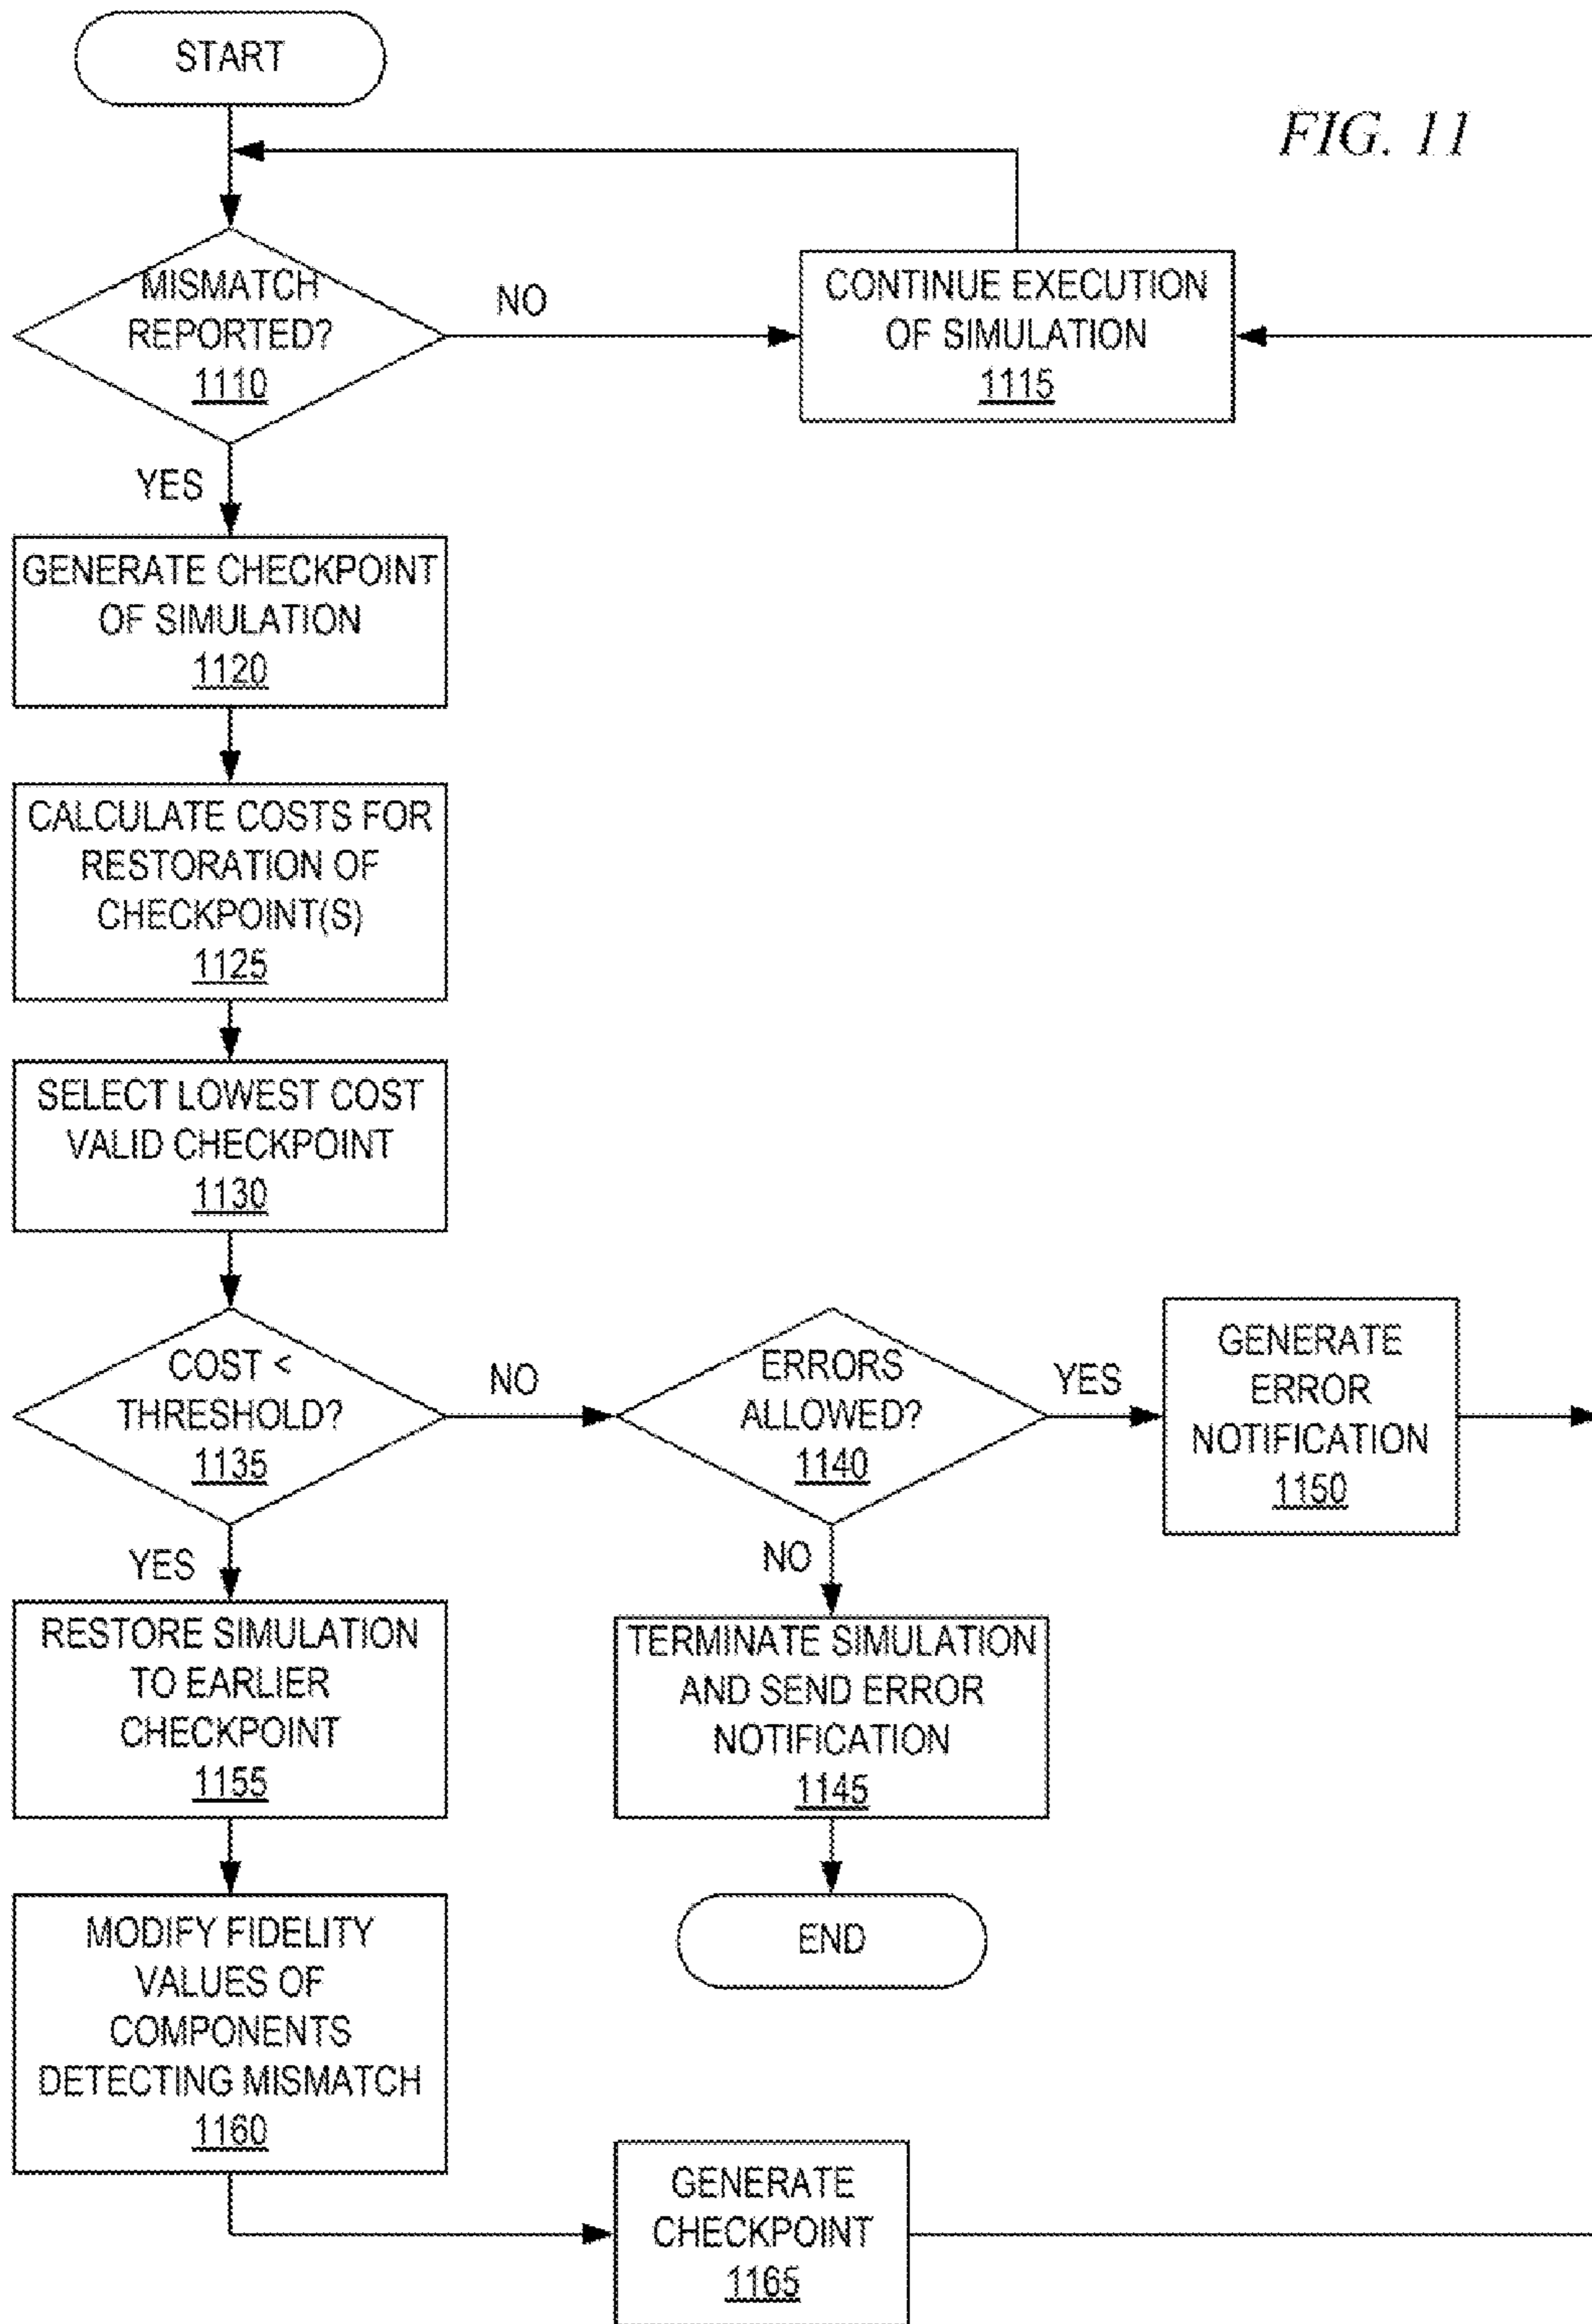 START
FIG. 11
MISMATCH
REPORTED?
1110
NO
CONTINUE EXECUTION
OF SIMULATION
1115
YES
GENERATE CHECKPOINT
OF SIMULATION
1120
CALCULATE COSTS FOR
RESTORATION OF
CHECKPOINT(S)
1125
SELECT LOWEST COST
VALID CHECKPOINT
1130
COST <
THRESHOLD?
1135
NO
ERRORS
ALLOWED?
1140
YES
GENERATE
ERROR
NOTIFICATION
1150
YES
RESTORE SIMULATION
TO EARLIER
CHECKPOINT
1155
NO
TERMINATE SIMULATION
AND SEND ERROR
NOTIFICATION
1145
END
MODIFY FIDELITY
VALUES OF
COMPONENTS
DETECTING MISMATCH
1160
GENERATE
CHECKPOINT
1165